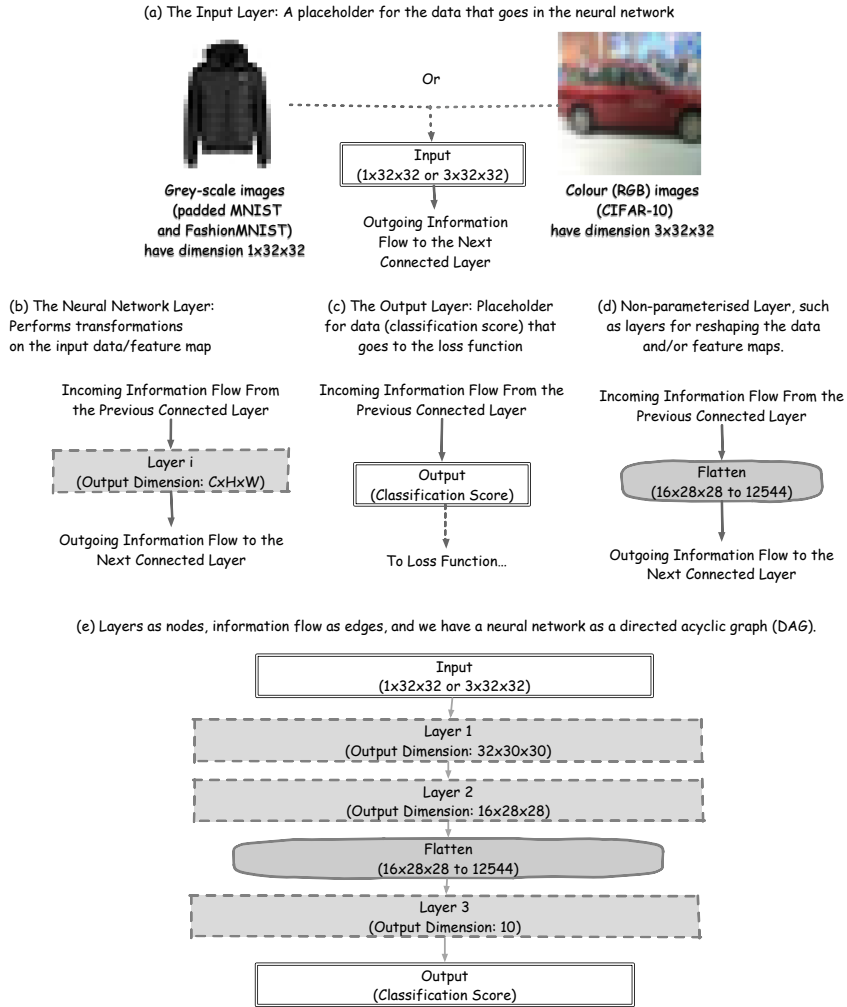 (a) The Input Layer: A placeholder for the data that goes in the neural network
Or
Input
(1x32x32 or 3x32x32)
Grey-scale images
(padded MNIST
and FashionMNIST)
have dimension 1x32x32
Outgoing Information
Flow to the Next
Connected Layer
Colour (RGB) images
(CIFAR-10)
have dimension 3x32x32
(b) The Neural Network Layer:
Performs transformations
on the input data/feature map
Incoming Information Flow From
the Previous Connected Layer
Layer i
(Output Dimension: CxHxW)
Outgoing Information Flow to the
Next Connected Layer
(c) The Output Layer: Placeholder
for data (classification score) that
goes to the loss function
Incoming Information Flow From the
Previous Connected Layer
Output
(Classification Score)
To Loss Function...
(d) Non-parameterised Layer, such
as layers for reshaping the data
and/or feature maps.
Incoming Information Flow From the
Previous Connected Layer
Flatten
(16x28x28 to 12544)
Outgoing Information Flow to the
Next Connected Layer
(e) Layers as nodes, information flow as edges, and we have a neural network as a directed acyclic graph (DAG).
Input
(1x32x32 or 3x32x32)
Layer 1
(Output Dimension: 32x30x30)
Layer 2
(Output Dimension: 16x28x28)
Flatten
(16x28x28 to 12544)
Layer 3
(Output Dimension: 10)
Output
(Classification Score)